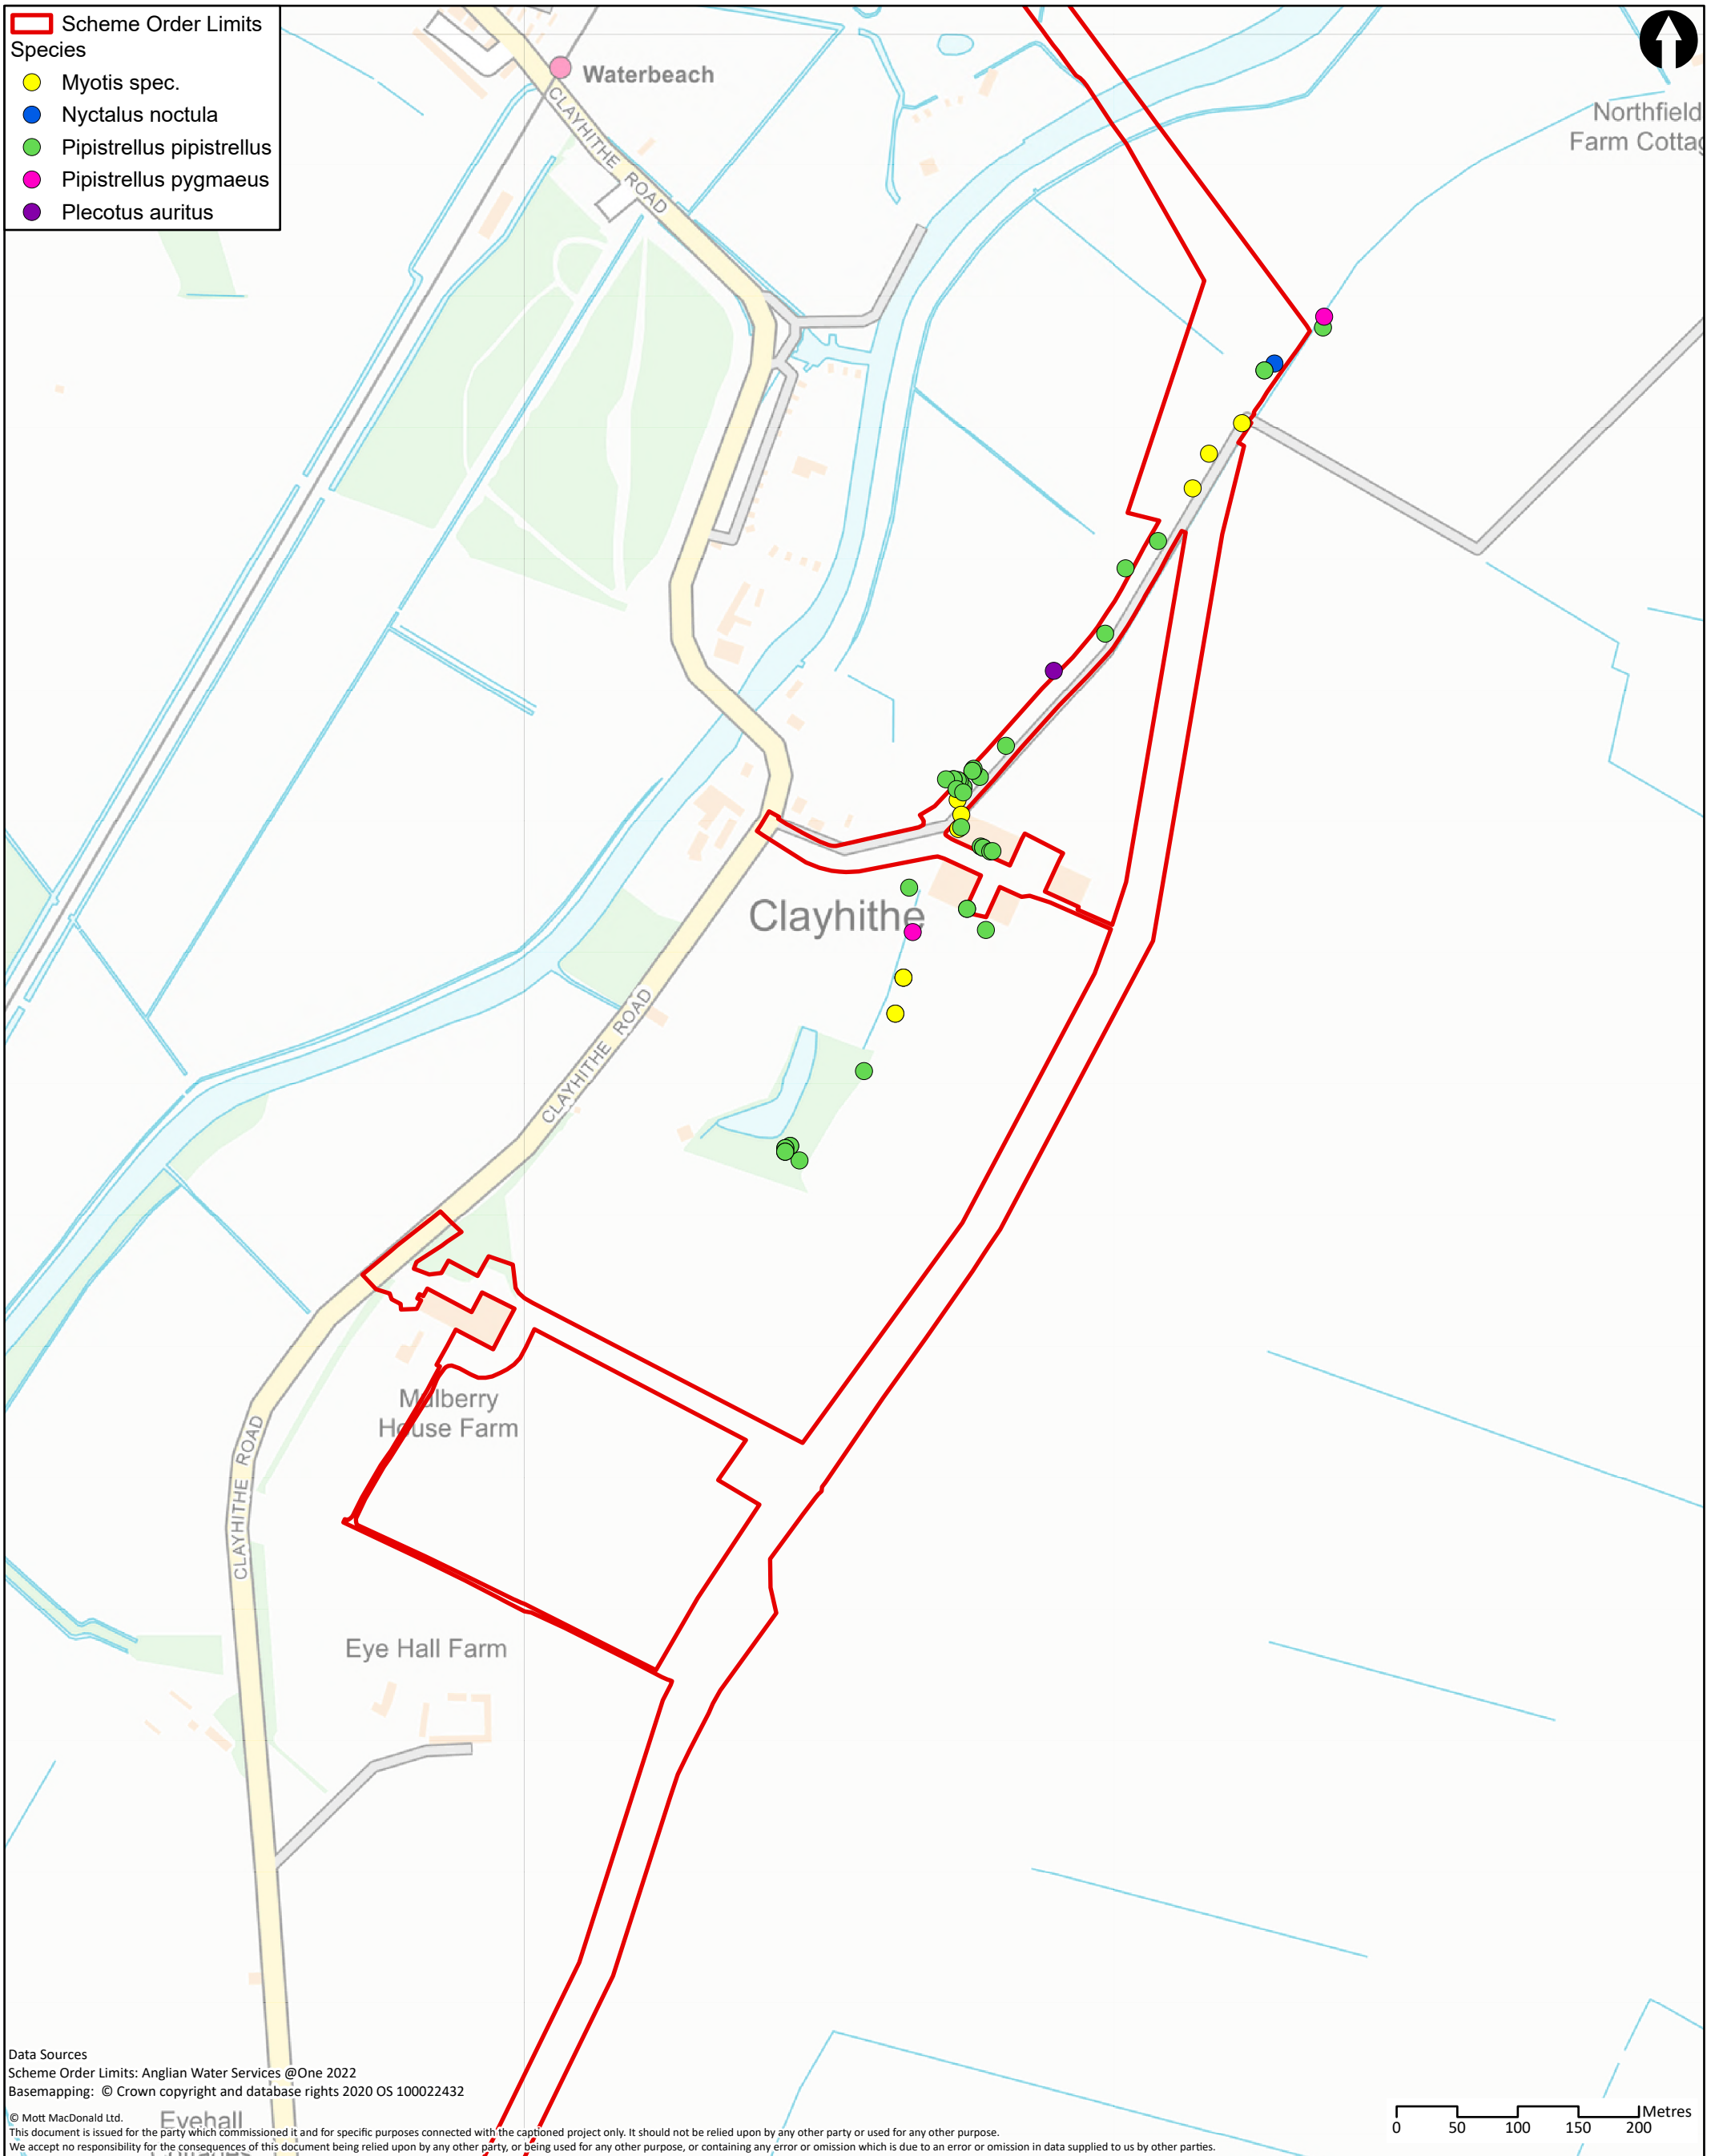 Scheme Order Limits
Species
Myotis spec.
Nyctalus noctula
Pipistrellus pipistrellus
Pipistrellus pygmaeus
Plecotus auritus
Waterbeach
CLAYHITHE ROAD
Northfield
Farm Cottag
Clayhithe
CLAYHITHE ROAD
Mulberry
House Farm
CLAYHITHE ROAD
Eye Hall Farm
Data Sources
Scheme Order Limits: Anglian Water Services @One 2022
Basemapping: © Crown copyright and database rights 2020 OS 100022432
Eyehall
© Mott MacDonald Ltd.
This document is issued for the party which commissioned it and for specific purposes connected with the captioned project only. It should not be relied upon by any other party or used for any other purpose.
We accept no responsibility for the consequences of this document being relied upon by any other party, or being used for any other purpose, or containing any error or omission which is due to an error or omission in data supplied to us by other parties.
Metres
0 50 100 150 200